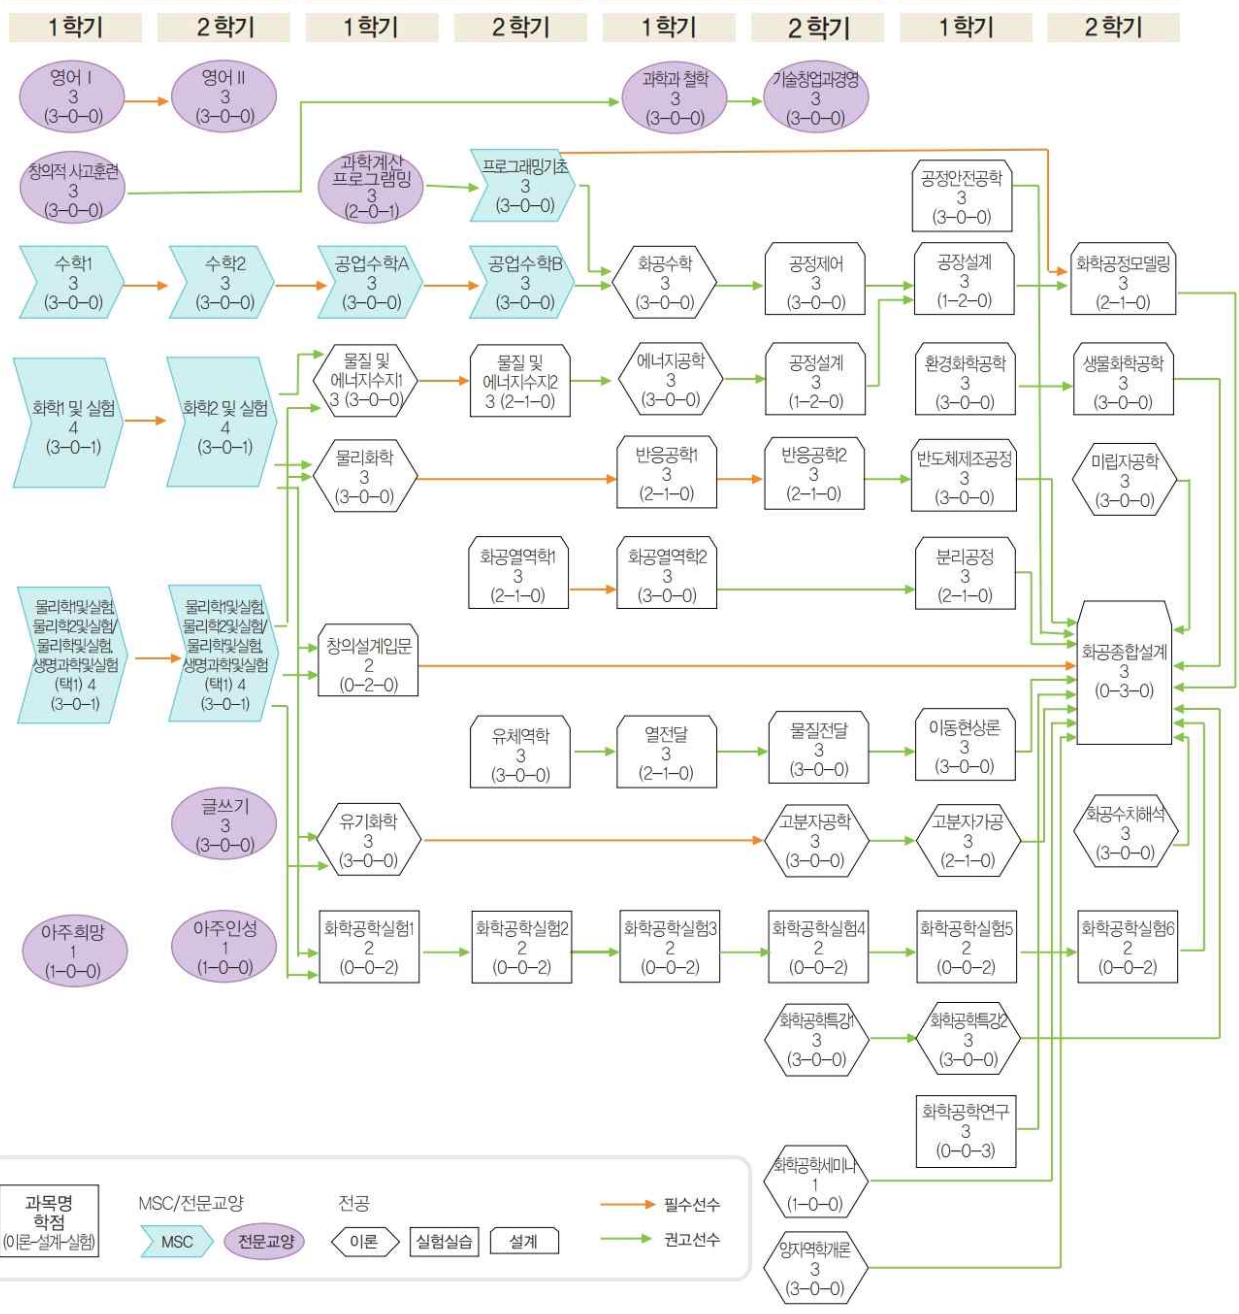 1학기
2학기
1학기
2학기
1학기
2학기
1학기
2학기
영어 I
3
(3-0-0)
영어 II
3
(3-0-0)
과학과 철학
3
(3-0-0)
기술창업과경영
3
(3-0-0)
창의적 사고훈련
3
(3-0-0)
과학계산
프로그램밍
3
(2-0-1)
프로그래밍기초
3
(3-0-0)
공정안전공학
3
(3-0-0)
수학1
3
(3-0-0)
수학2
3
(3-0-0)
공업수학A
3
(3-0-0)
공업수학B
3
(3-0-0)
화공수학
3
(3-0-0)
공정제어
3
(3-0-0)
공장설계
3
(1-2-0)
화학공정모델링
3
(2-1-0)
화학1 및 실험
4
(3-0-1)
화학2 및 실험
4
(3-0-1)
물질 및
에너지수지1
3 (3-0-0)
물질 및
에너지수지2
3 (2-1-0)
에너지공학
3
(3-0-0)
공정설계
3
(1-2-0)
환경화학공학
3
(3-0-0)
생물화학공학
3
(3-0-0)
물리화학
3
(3-0-0)
반응공학1
3
(2-1-0)
반응공학2
3
(2-1-0)
반도체제조공정
3
(3-0-0)
미립자공학
3
(3-0-0)
화공열역학1
3
(2-1-0)
화공열역학2
3
(3-0-0)
분리공정
3
(2-1-0)
물리학1및실험,
물리학2및실험/
물리학및실험,
생명과학및실험
(택1) 4
(3-0-1)
물리학1및실험,
물리학2및실험/
물리학및실험,
생명과학및실험
(택1) 4
(3-0-1)
창의설계입문
2
(0-2-0)
화공종합설계
3
(0-3-0)
유체역학
3
(3-0-0)
열전달
3
(2-1-0)
물질전달
3
(3-0-0)
이동현상론
3
(3-0-0)
글쓰기
3
(3-0-0)
유기화학
3
(3-0-0)
고분자공학
3
(3-0-0)
고분자가공
3
(2-1-0)
화공수치해석
3
(3-0-0)
아주희망
1
(1-0-0)
아주인성
1
(1-0-0)
화학공학실험1
2
(0-0-2)
화학공학실험2
2
(0-0-2)
화학공학실험3
2
(0-0-2)
화학공학실험4
2
(0-0-2)
화학공학실험5
2
(0-0-2)
화학공학실험6
2
(0-0-2)
화학공학특강1
3
(3-0-0)
화학공학특강2
3
(3-0-0)
화학공학연구
3
(0-0-3)
화학공학세미나
1
(1-0-0)
양자역학개론
3
(3-0-0)
과목명
학점
(이론-설계-실험)
MSC/전문교양
MSC
전문교양
전공
이론
실험실습
설계
필수선수
권고선수